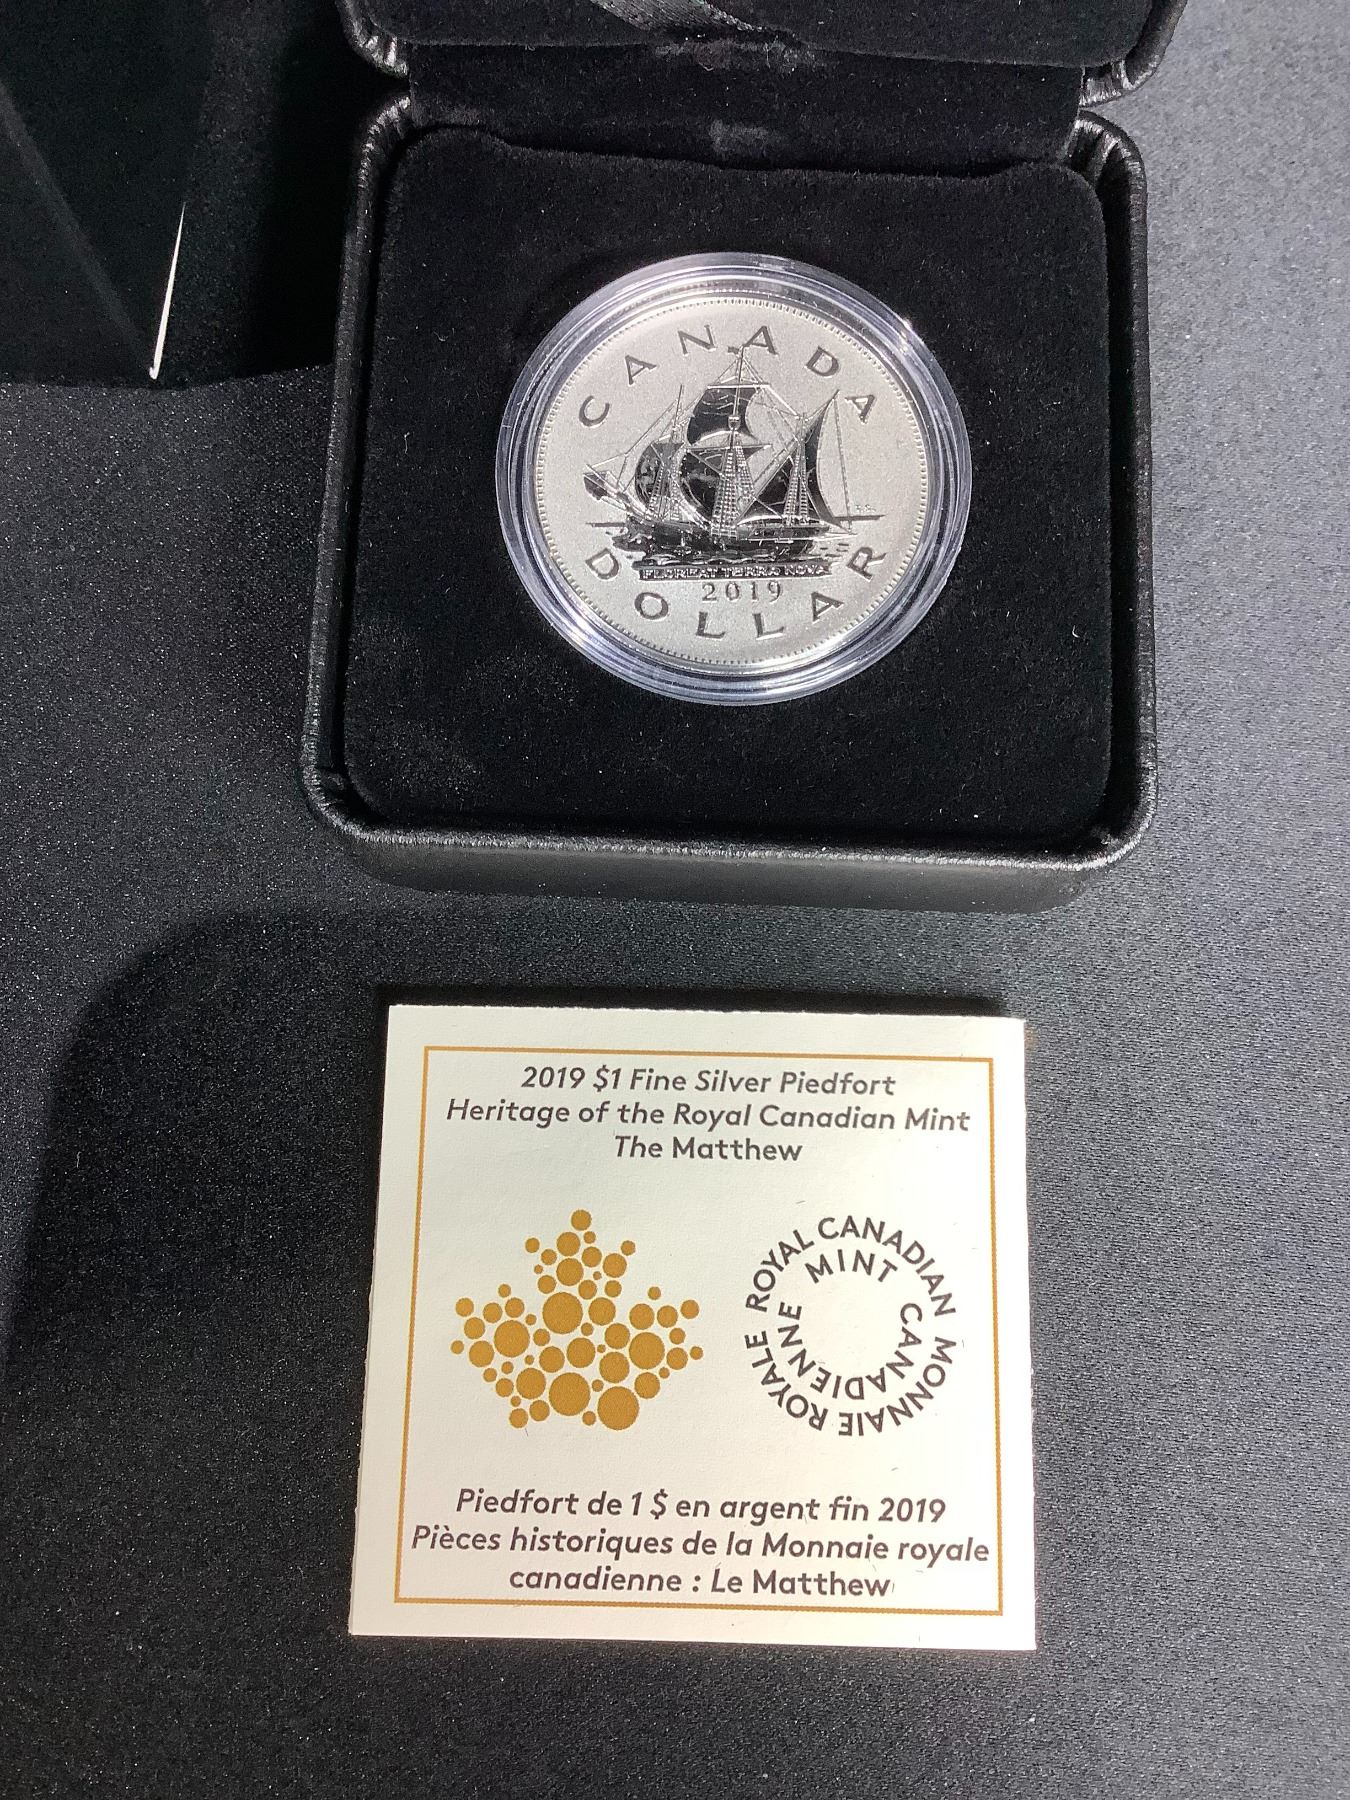 CANADA
FLOREAT TERRA NOVA
2019
DOLLAR
2019 $1 Fine Silver Piedfort
Heritage of the Royal Canadian Mint
The Matthew
ROYAL CANADIAN MINT
MONNAIE ROYALE CANADIENNE
Piedfort de 1 $ en argent fin 2019
Pièces historiques de la Monnaie royale
canadienne : Le Matthew